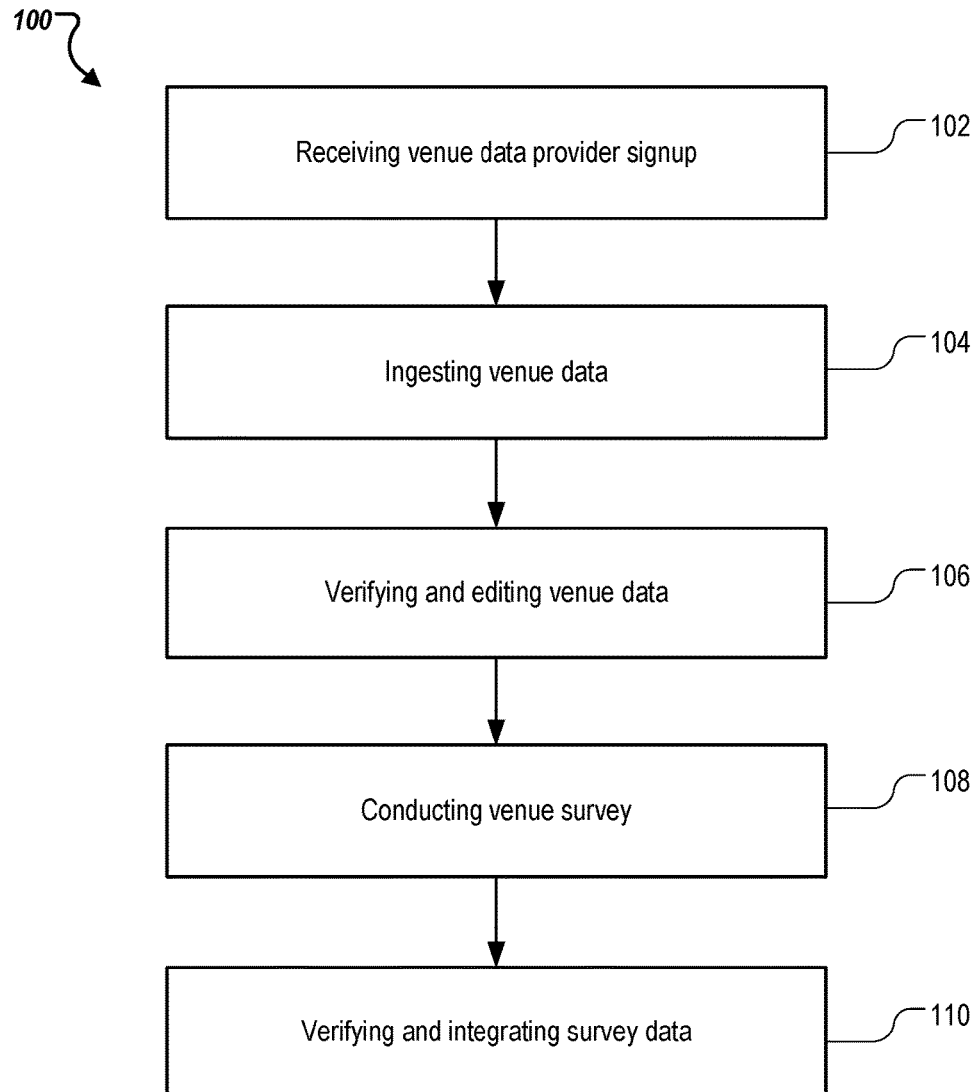 100
Receiving venue data provider signup
102
Ingesting venue data
104
Verifying and editing venue data
106
Conducting venue survey
108
Verifying and integrating survey data
110